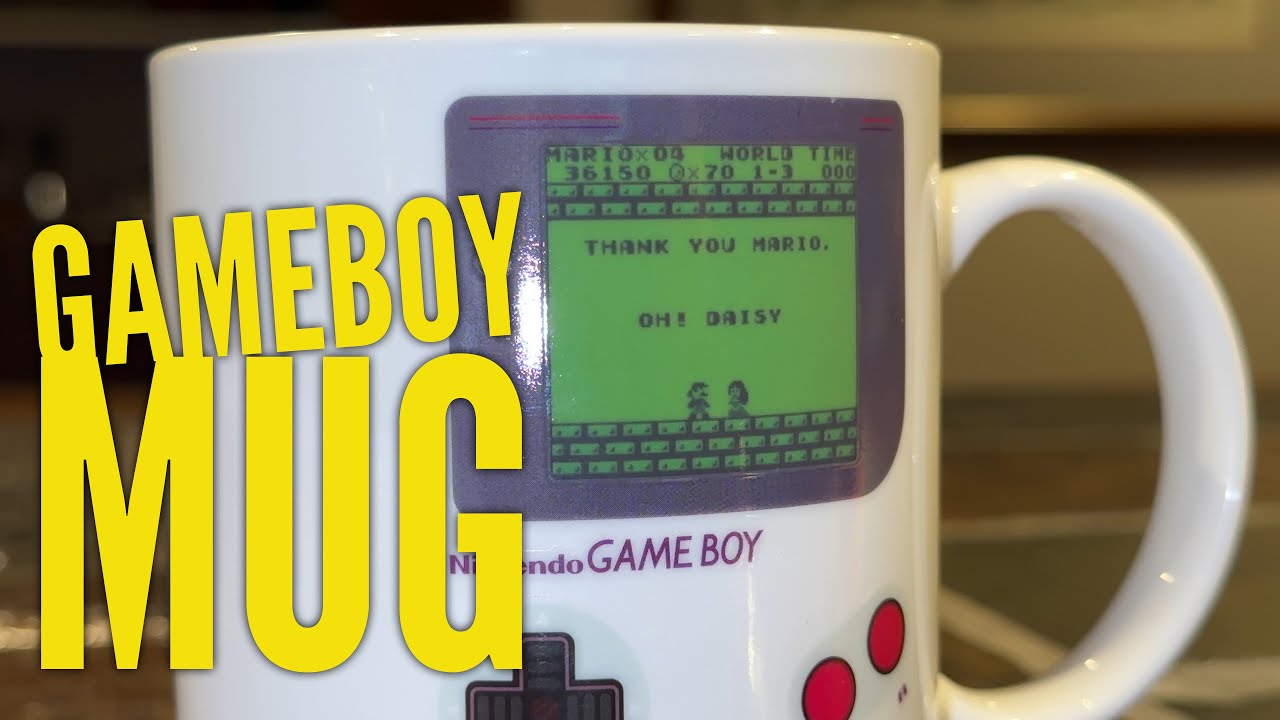 GAMEBOY
MUG
MARIO×04 WORLD TIME
36150 ×70 1-3 000
THANK YOU MARIO.
OH! DAISY
Nintendo GAME BOY